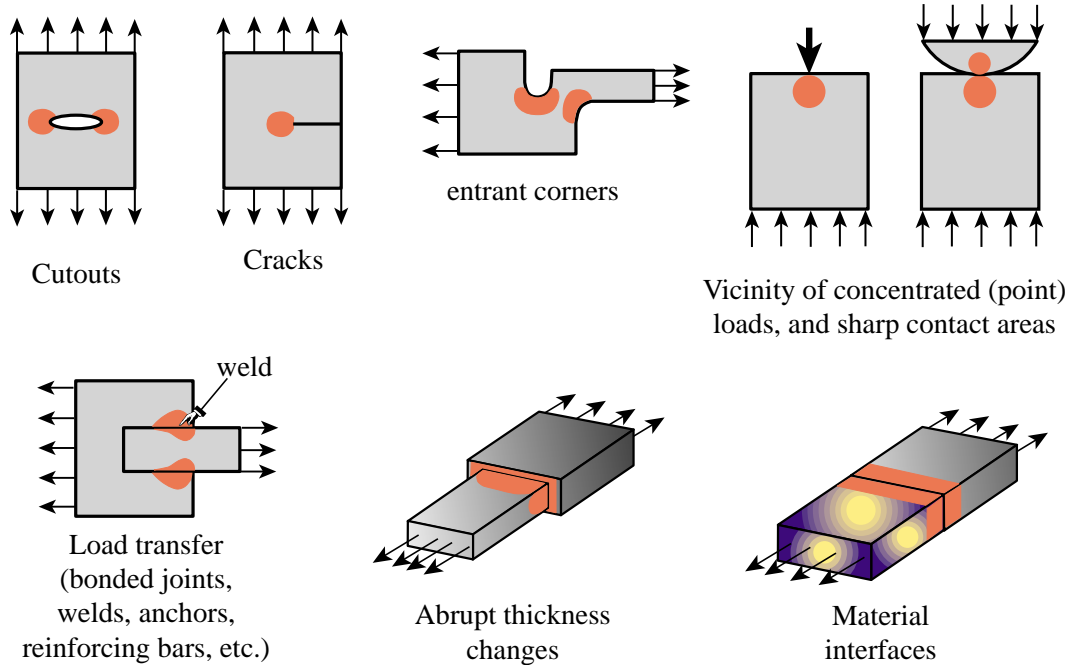 Cutouts
Cracks
entrant corners
Vicinity of concentrated (point)
loads, and sharp contact areas
weld
Load transfer
(bonded joints,
welds, anchors,
reinforcing bars, etc.)
Abrupt thickness
changes
Material
interfaces